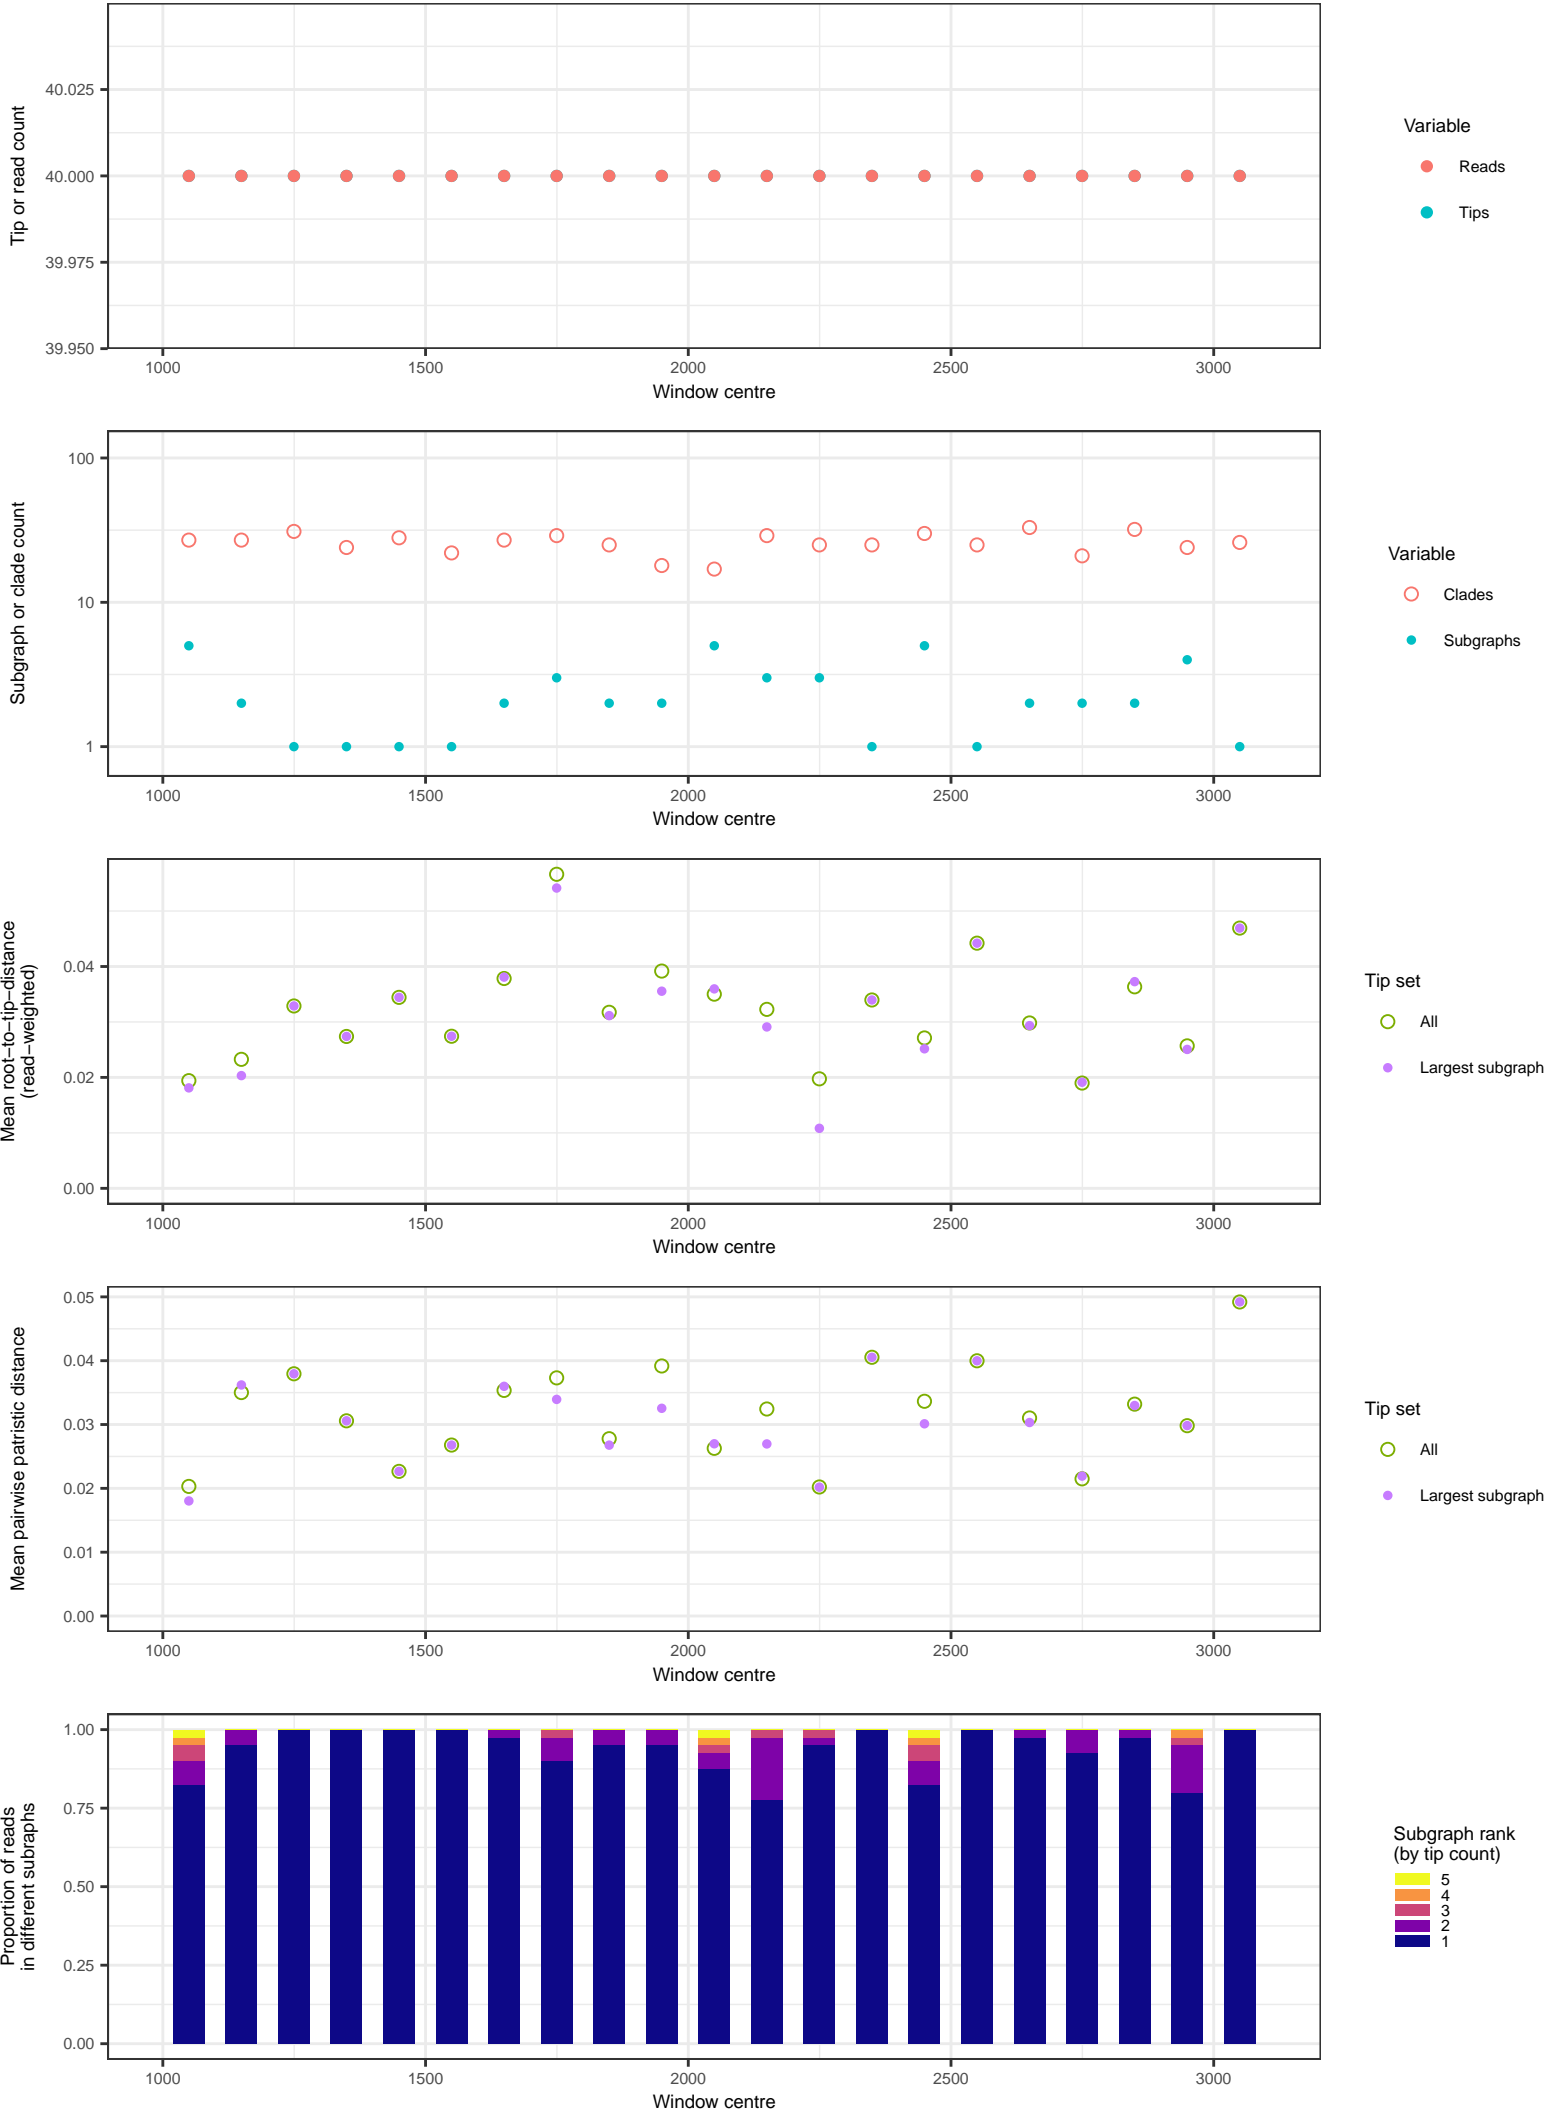 40.025
40.000
39.975
39.950
Tip or read count
1000 1500 2000 2500 3000
Window centre
Variable
Reads
Tips
100
10
1
Subgraph or clade count
1000 1500 2000 2500 3000
Window centre
Variable
Clades
Subgraphs
0.04
0.02
0.00
Mean root−to−tip−distance
(read−weighted)
1000 1500 2000 2500 3000
Window centre
Tip set
All
Largest subgraph
0.05
0.04
0.03
0.02
0.01
0.00
Mean pairwise patristic distance
1000 1500 2000 2500 3000
Window centre
Tip set
All
Largest subgraph
1.00
0.75
0.50
0.25
0.00
Proportion of reads
in different subraphs
1000 1500 2000 2500 3000
Window centre
Subgraph rank
(by tip count)
5
4
3
2
1